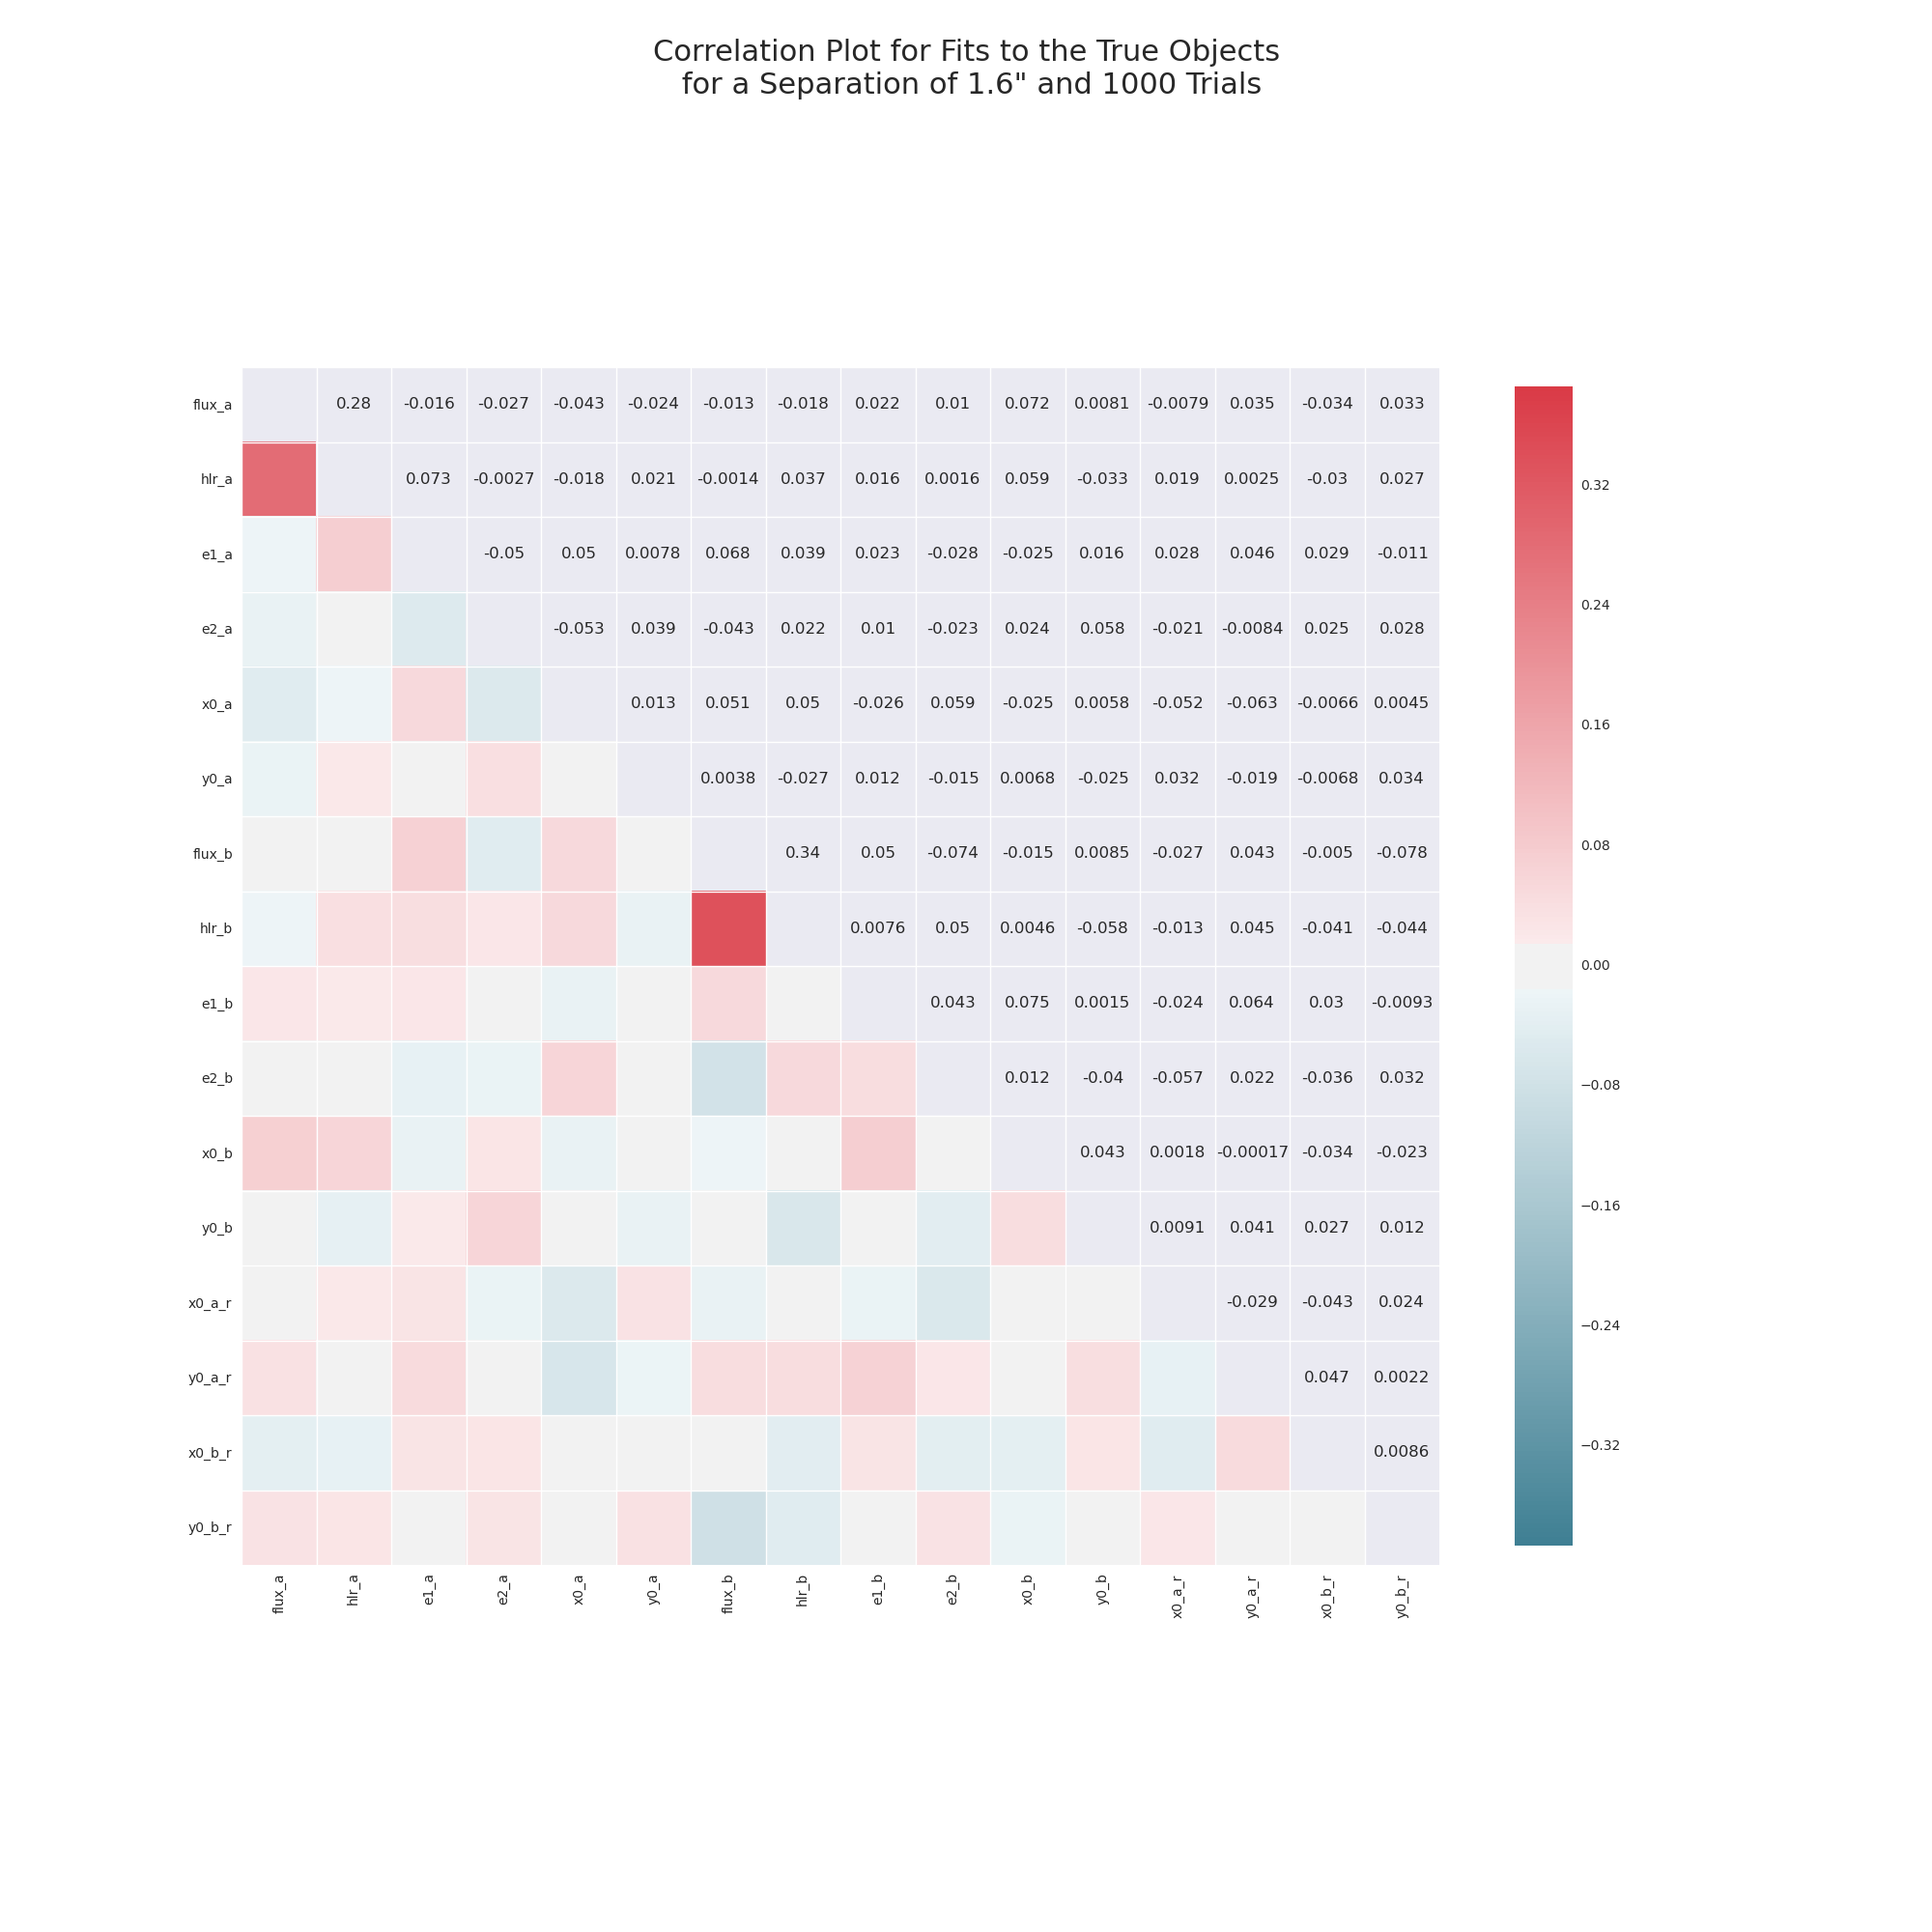 Correlation Plot for Fits to the True Objects
for a Separation of 1.6" and 1000 Trials
flux_a 0.28 -0.016 -0.027 -0.043 -0.024 -0.013 -0.018 0.022 0.01 0.072 0.0081 -0.0079 0.035 -0.034 0.033
hlr_a 0.073 -0.0027 -0.018 0.021 -0.0014 0.037 0.016 0.0016 0.059 -0.033 0.019 0.0025 -0.03 0.027
e1_a -0.05 0.05 0.0078 0.068 0.039 0.023 -0.028 -0.025 0.016 0.028 0.046 0.029 -0.011
e2_a -0.053 0.039 -0.043 0.022 0.01 -0.023 0.024 0.058 -0.021 -0.0084 0.025 0.028
x0_a 0.013 0.051 0.05 -0.026 0.059 -0.025 0.0058 -0.052 -0.063 -0.0066 0.0045
y0_a 0.0038 -0.027 0.012 -0.015 0.0068 -0.025 0.032 -0.019 -0.0068 0.034
flux_b 0.34 0.05 -0.074 -0.015 0.0085 -0.027 0.043 -0.005 -0.078
hlr_b 0.0076 0.05 0.0046 -0.058 -0.013 0.045 -0.041 -0.044
e1_b 0.043 0.075 0.0015 -0.024 0.064 0.03 -0.0093
e2_b 0.012 -0.04 -0.057 0.022 -0.036 0.032
x0_b 0.043 0.0018 -0.00017 -0.034 -0.023
y0_b 0.0091 0.041 0.027 0.012
x0_a_r -0.029 -0.043 0.024
y0_a_r 0.047 0.0022
x0_b_r 0.0086
y0_b_r
flux_a hlr_a e1_a e2_a x0_a y0_a flux_b hlr_b e1_b e2_b x0_b y0_b x0_a_r y0_a_r x0_b_r y0_b_r
0.32
0.24
0.16
0.08
0.00
−0.08
−0.16
−0.24
−0.32